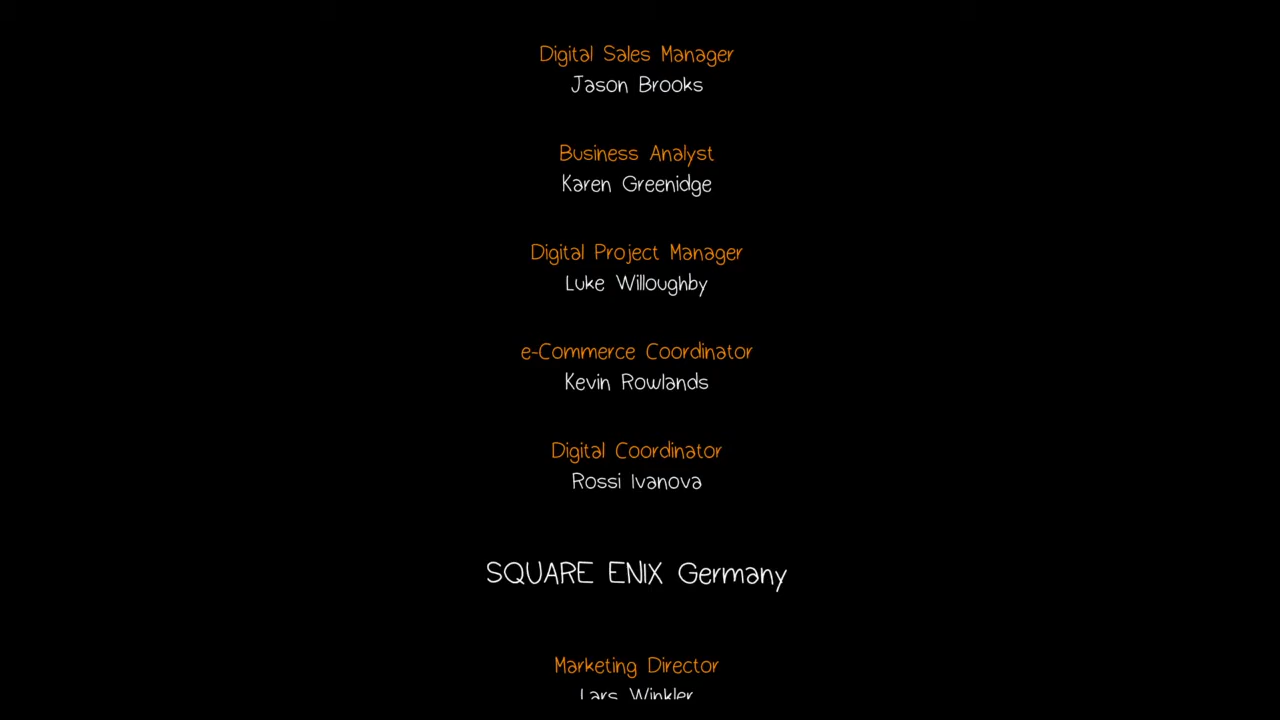 Digital Sales Manager
Jason Brooks
Business Analyst
Karen Greenidge
Digital Project Manager
Luke Willoughby
e-Commerce Coordinator
Kevin Rowlands
Digital Coordinator
Rossi Ivanova
SQUARE ENIX Germany
Marketing Director
Lars Winkler